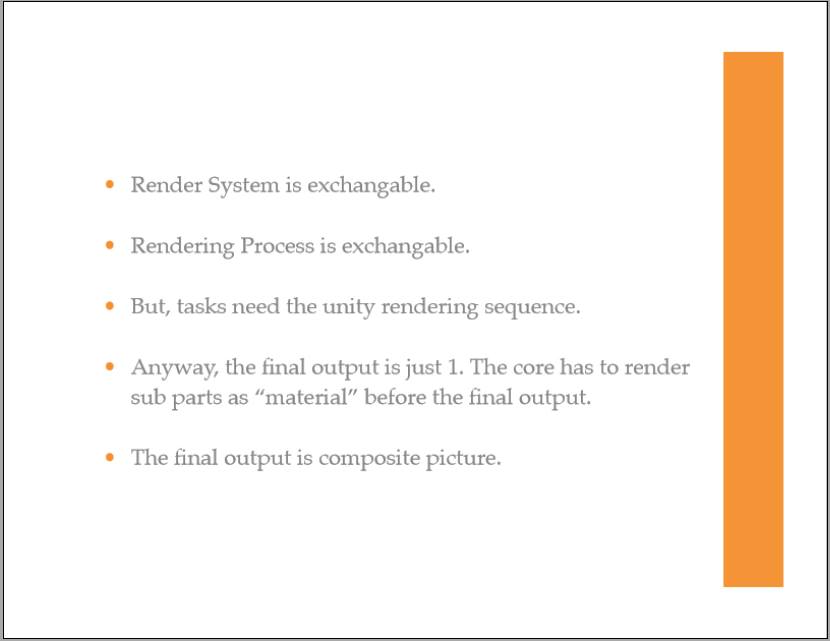 • Render System is exchangable.
• Rendering Process is exchangable.
• But, tasks need the unity rendering sequence.
• Anyway, the final output is just 1. The core has to render
sub parts as “material” before the final output.
• The final output is composite picture.